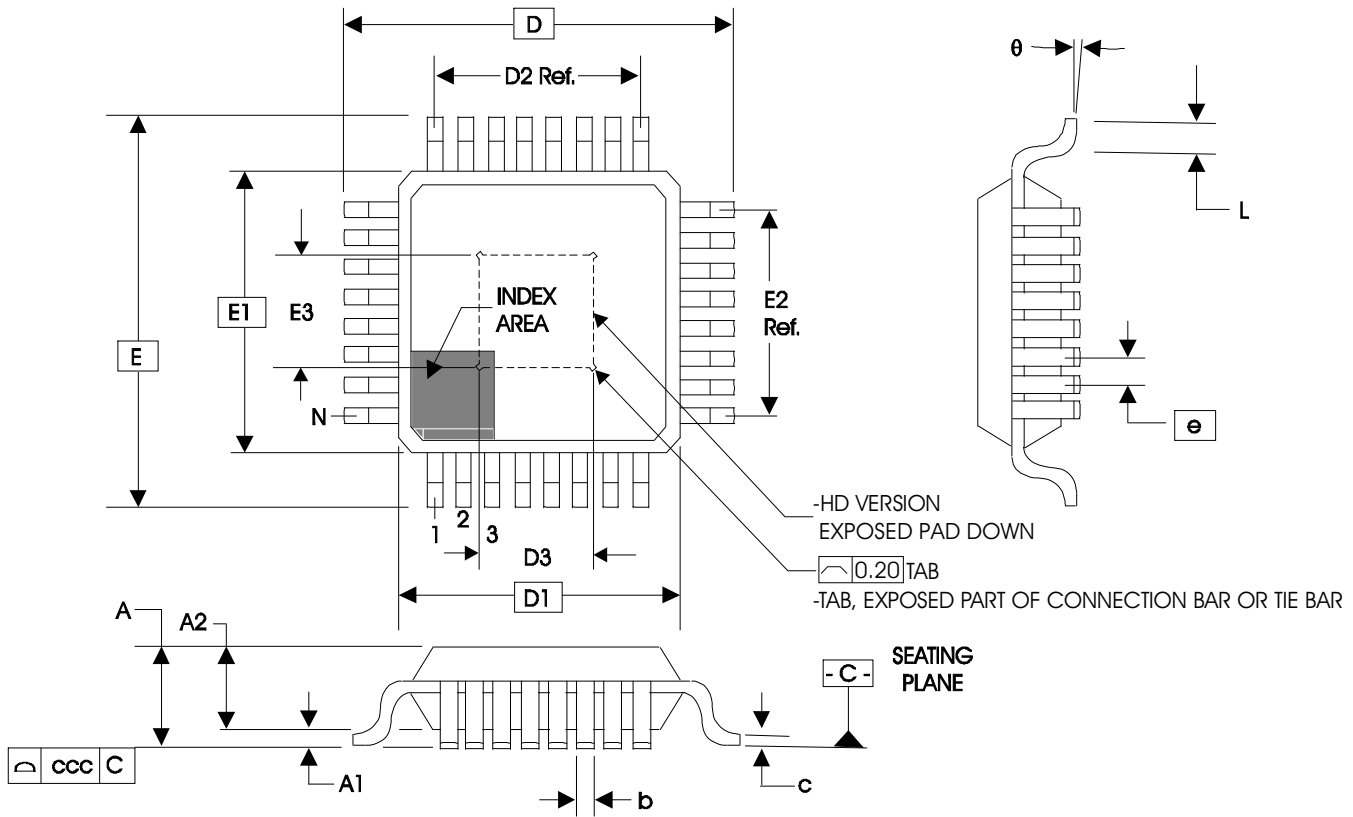 D
D2 Ref.
θ
L
E
E1
E3
INDEX
AREA
E2
Ref.
N
e
1
2
3
-HD VERSION
EXPOSED PAD DOWN
D3
0.20 TAB
-TAB, EXPOSED PART OF CONNECTION BAR OR TIE BAR
D1
A
A2
SEATING
PLANE
- C -
ccc C
A1
b
c